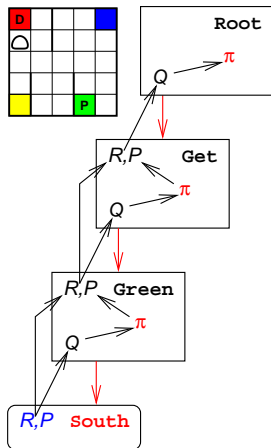 D
P
Root
Q π
R,P Get
π
Q
R,P Green
π
Q
R,P South